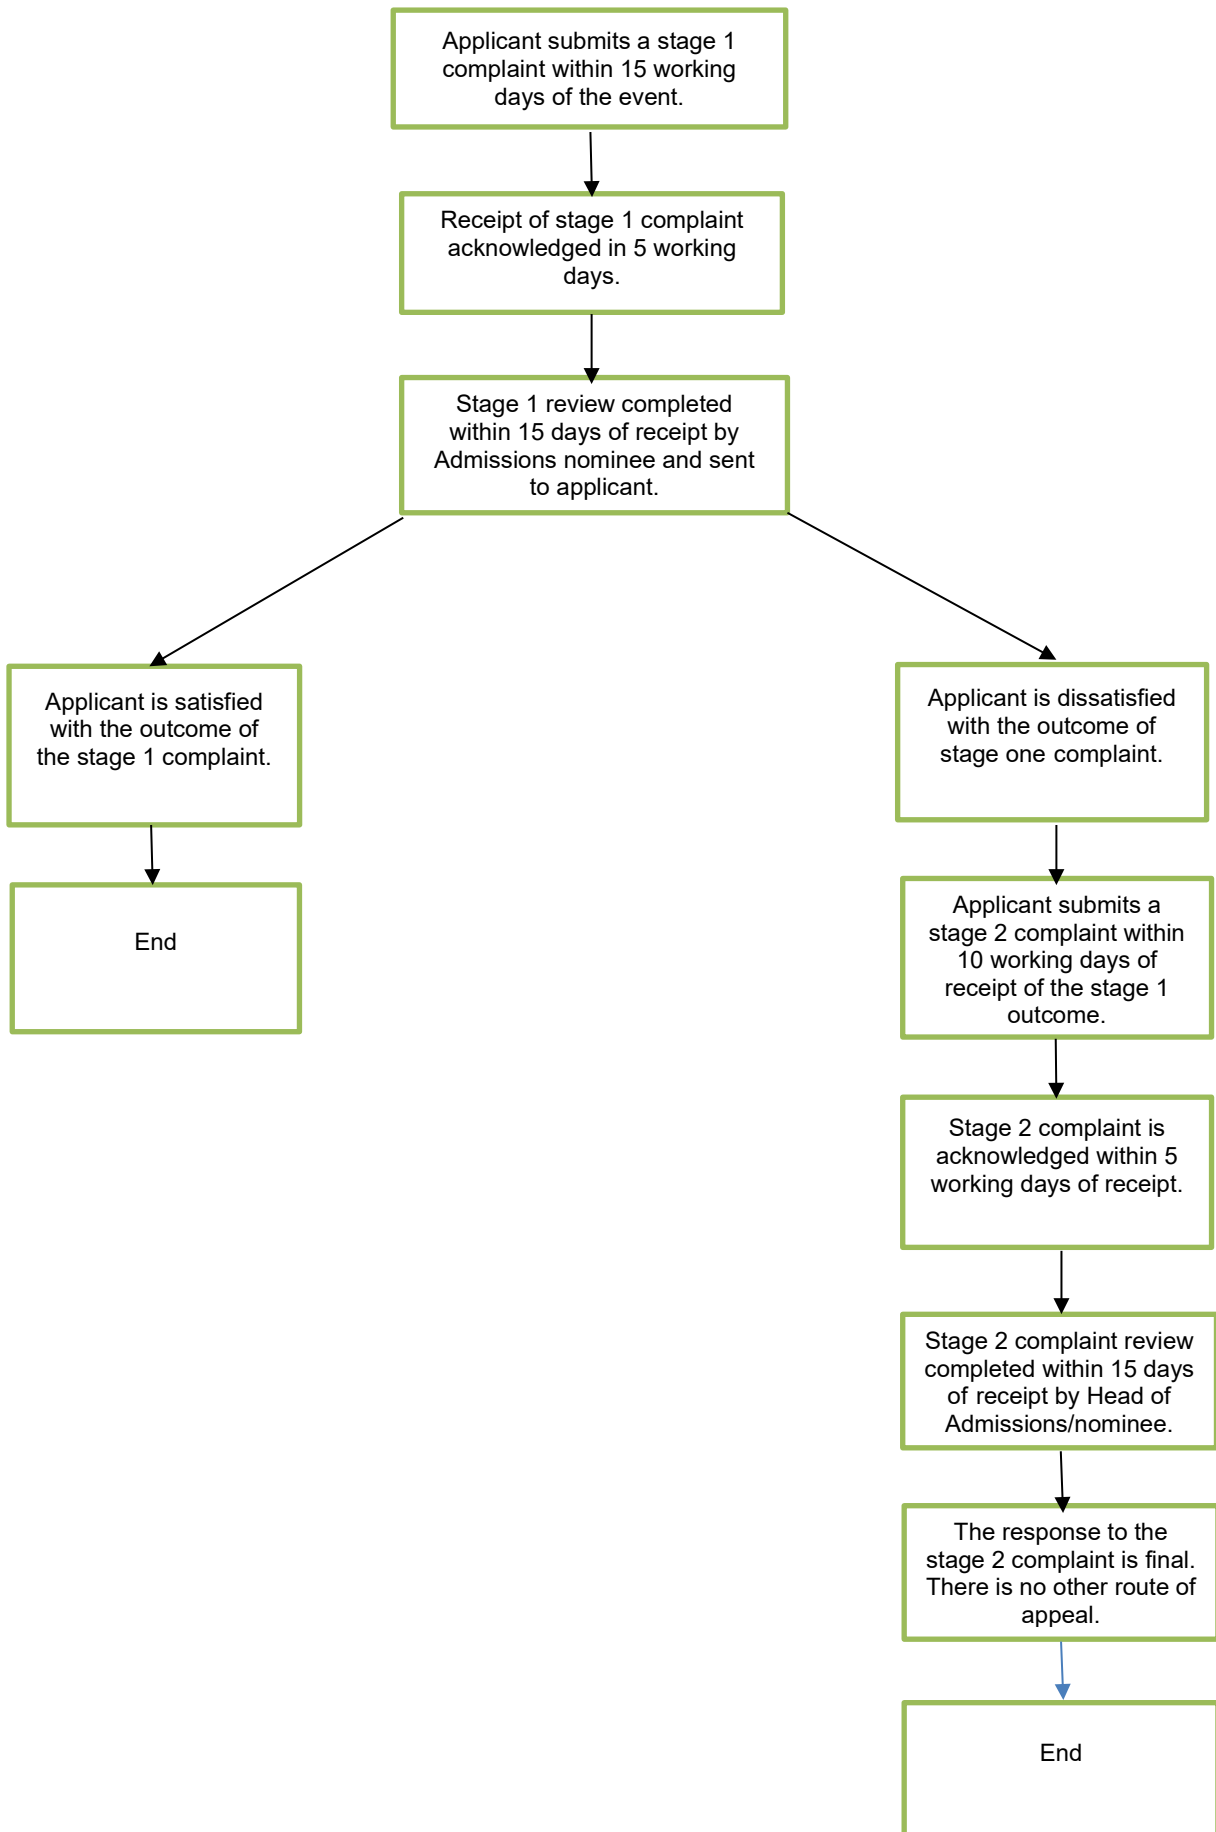 Applicant submits a stage 1
complaint within 15 working
days of the event.
Receipt of stage 1 complaint
acknowledged in 5 working
days.
Stage 1 review completed
within 15 days of receipt by
Admissions nominee and sent
to applicant.
Applicant is satisfied
with the outcome of
the stage 1 complaint.
End
Applicant is dissatisfied
with the outcome of
stage one complaint.
Applicant submits a
stage 2 complaint within
10 working days of
receipt of the stage 1
outcome.
Stage 2 complaint is
acknowledged within 5
working days of receipt.
Stage 2 complaint review
completed within 15 days
of receipt by Head of
Admissions/nominee.
The response to the
stage 2 complaint is final.
There is no other route of
appeal.
End